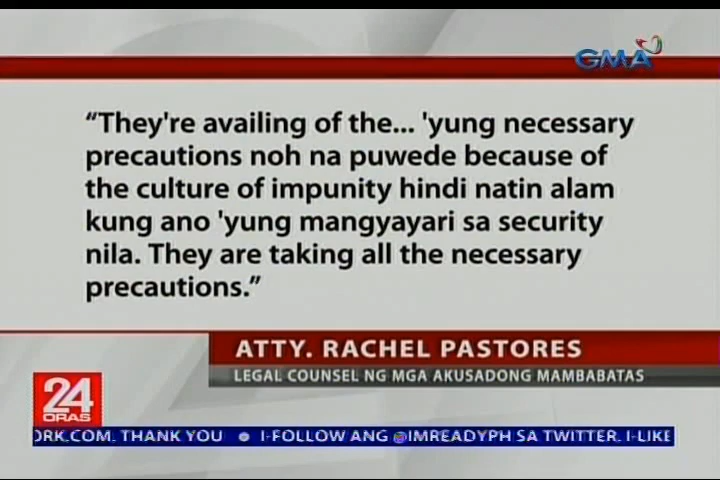 GMA
“They're availing of the... 'yung necessary
precautions noh na puwede because of
the culture of impunity hindi natin alam
kung ano 'yung mangyayari sa security
nila. They are taking all the necessary
precautions.”
ATTY. RACHEL PASTORES
LEGAL COUNSEL NG MGA AKUSADONG MAMBABATAS
24
ORAS
ORK.COM. THANK YOU • I-FOLLOW ANG @IMREADYPH SA TWITTER. I-LIKE